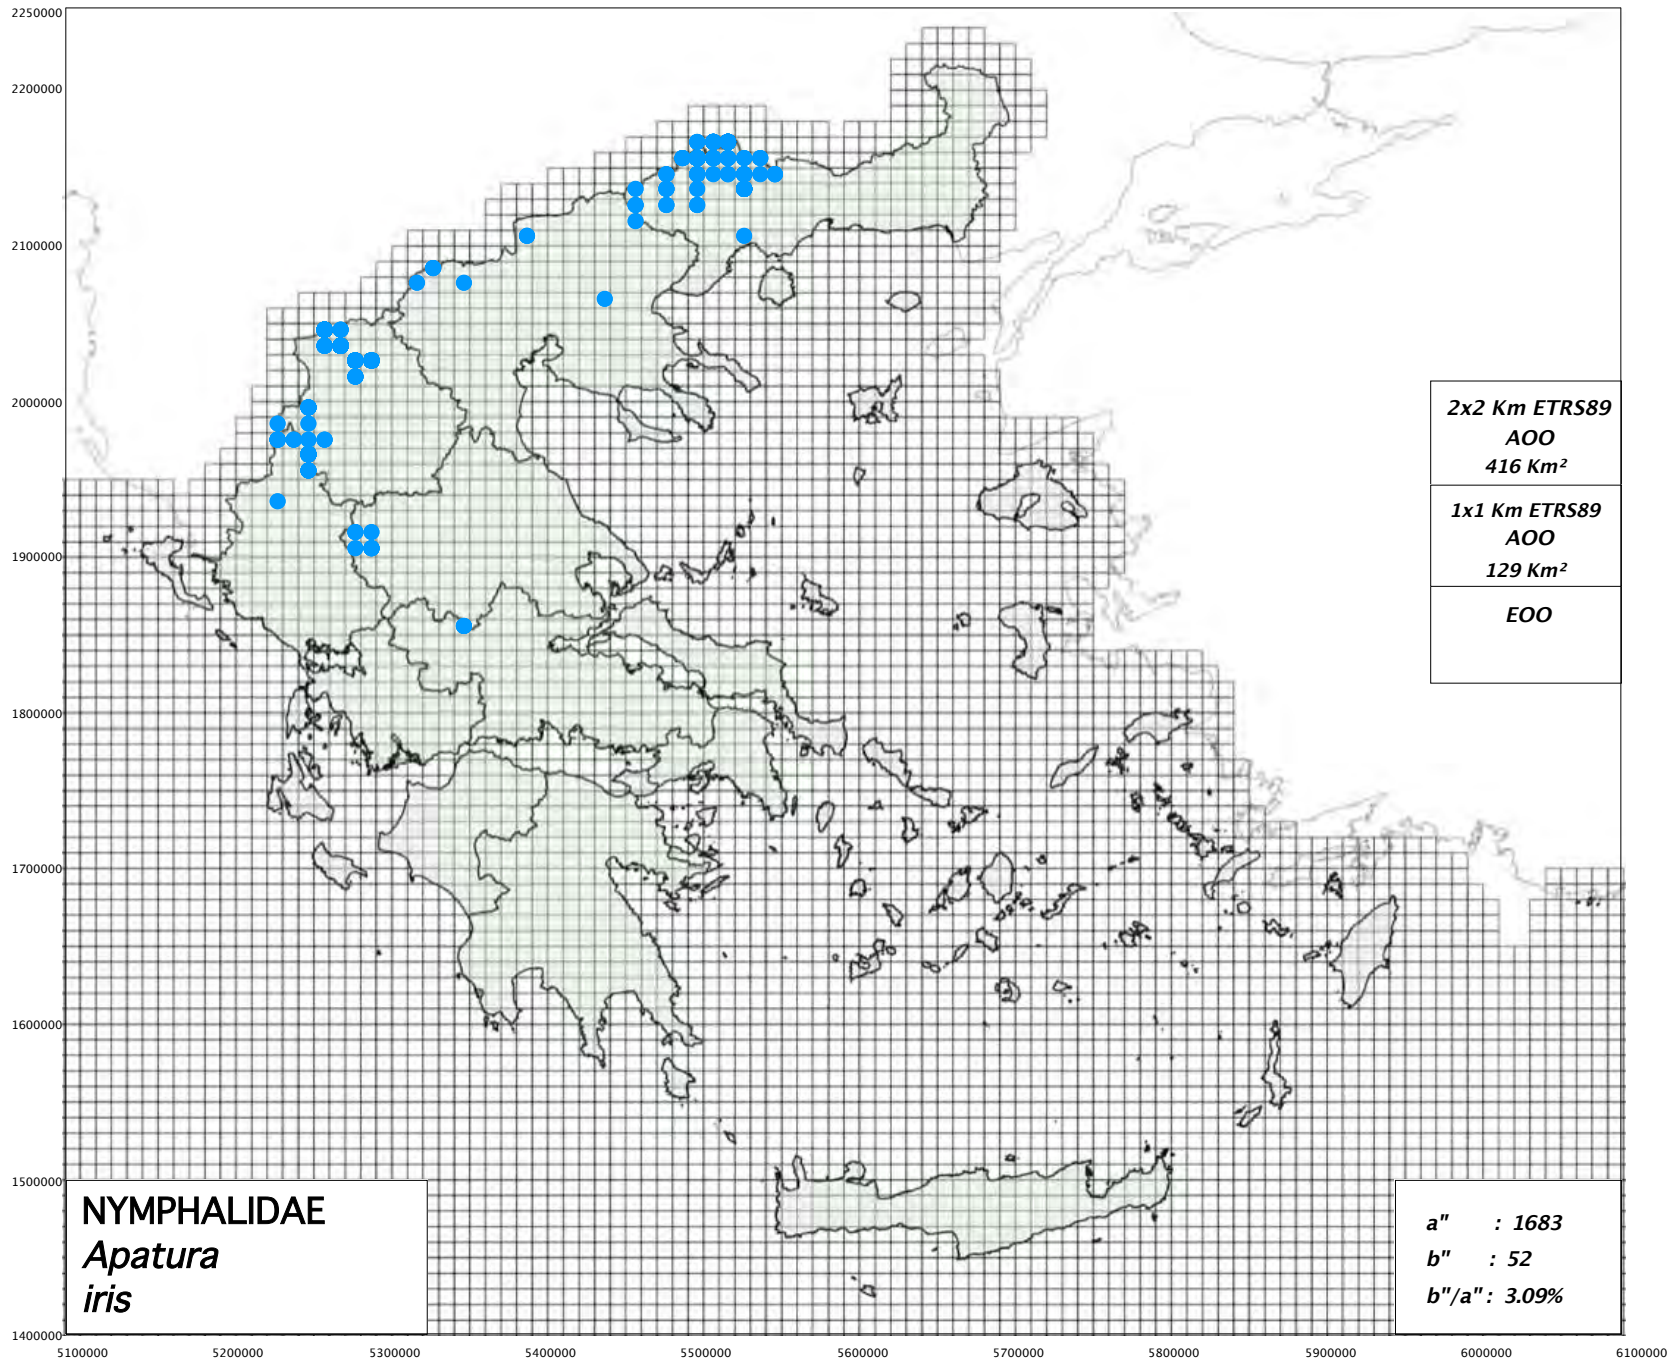 2250000
2200000
2100000
2000000
1900000
1800000
1700000
1600000
1500000
1400000
2x2 Km ETRS89
AOO
416 Km²
1x1 Km ETRS89
AOO
129 Km²
EOO
NYMPHALIDAE
Apatura
iris
a" : 1683
b" : 52
b"/a" : 3.09%
5100000 5200000 5300000 5400000 5500000 5600000 5700000 5800000 5900000 6000000 6100000